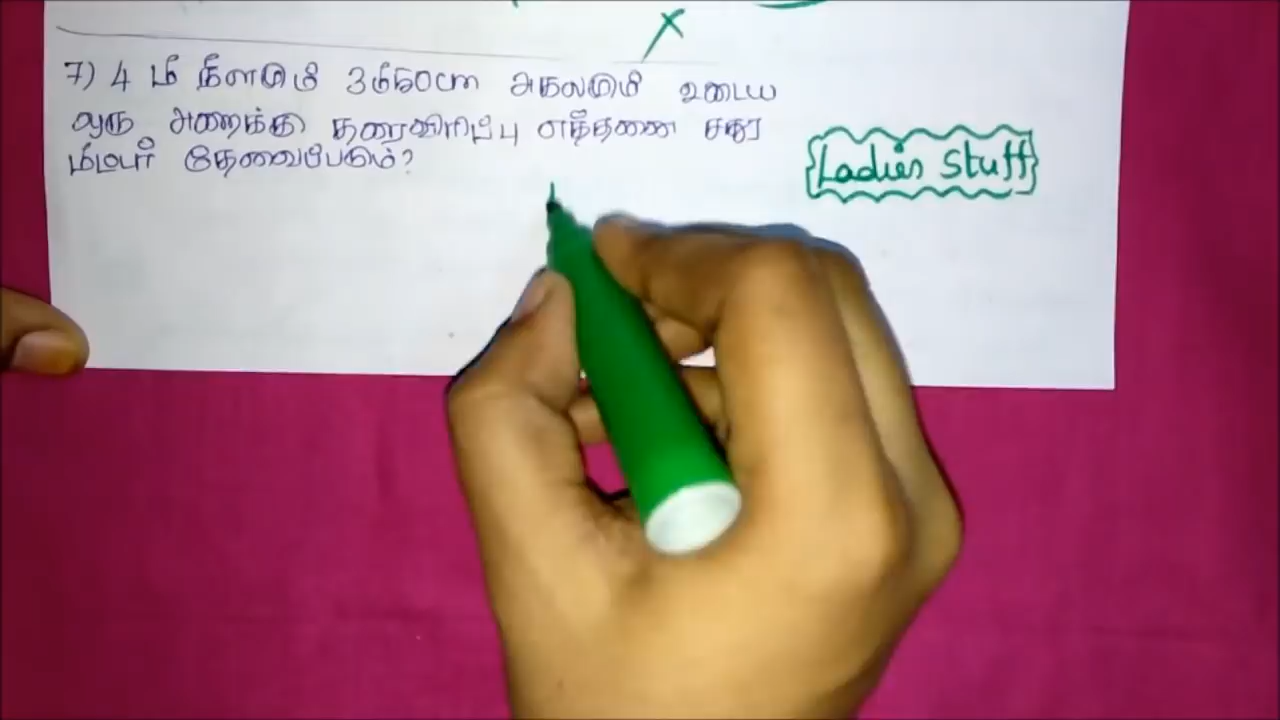 7) 4 மீ நீளமும் 3மீ50செமீ அகலமும் உடைய
ஒரு அறைக்கு தரைவிரிப்பு எத்தனை சதுர
மீட்டர் தேவைப்படும்?
Ladies Stuff